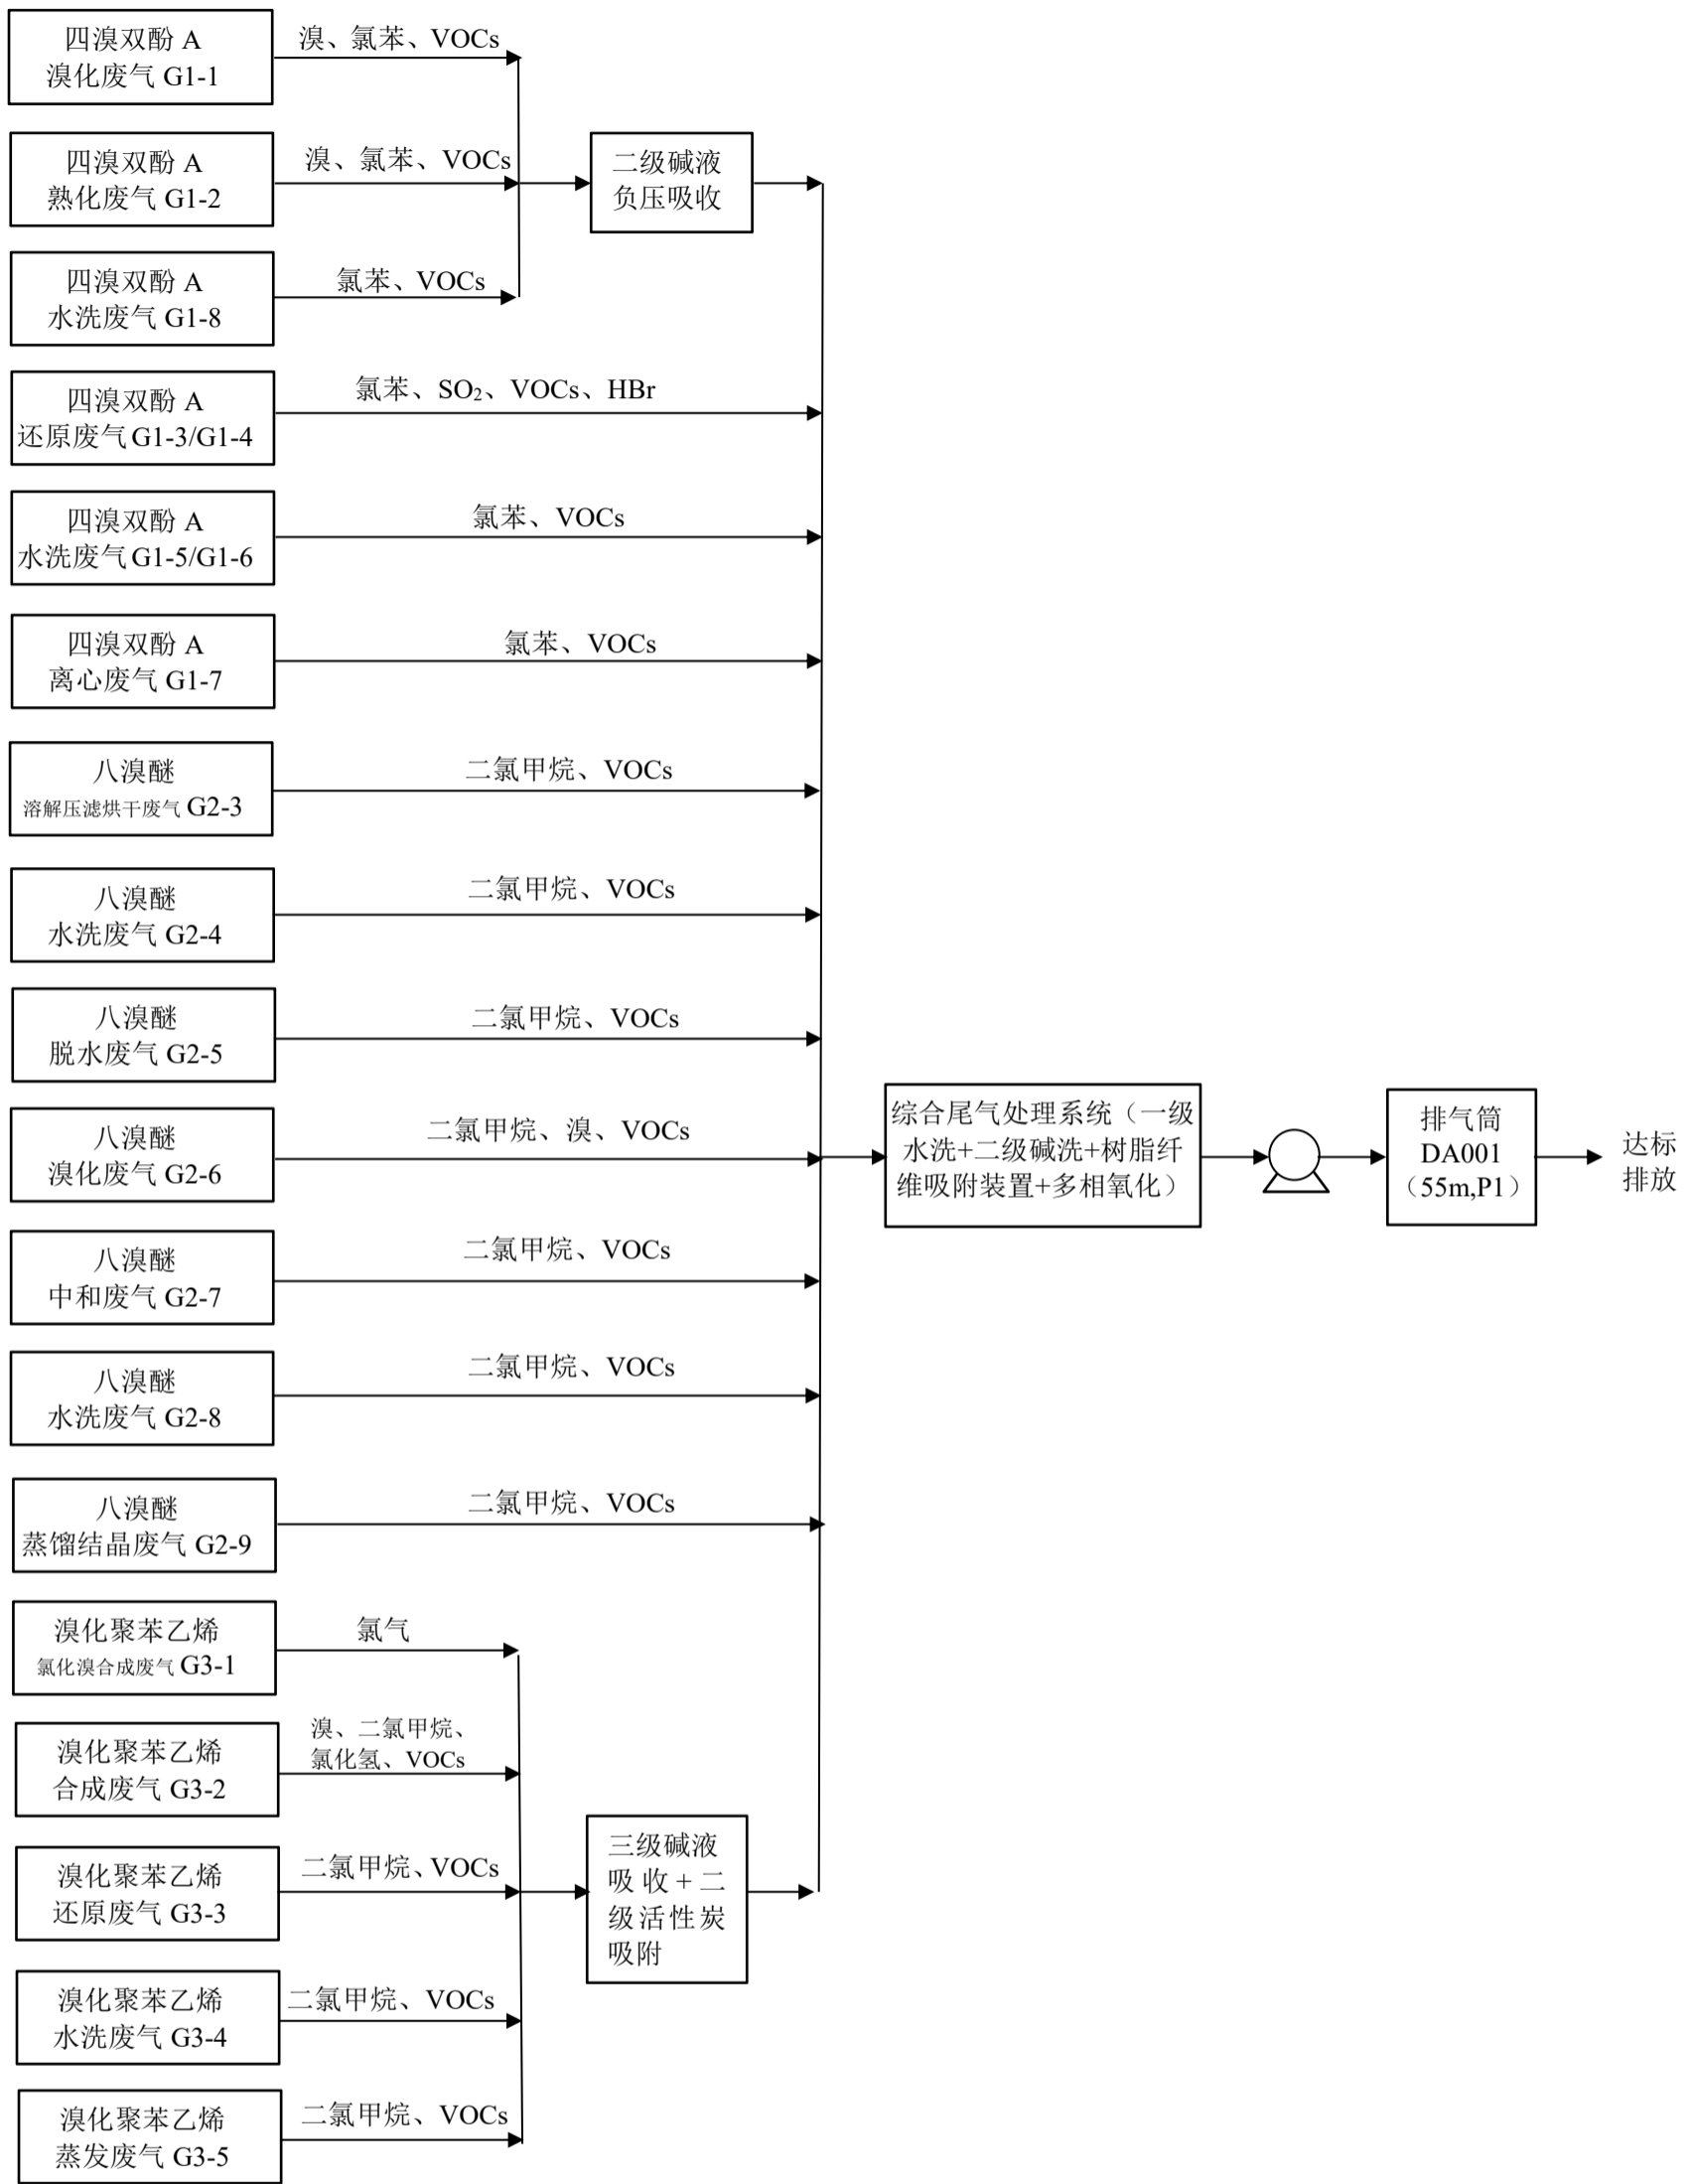 四溴双酚 A
溴化废气 G1-1
溴、氯苯、VOCs
四溴双酚 A
熟化废气 G1-2
溴、氯苯、VOCs
二级碱液
负压吸收
四溴双酚 A
水洗废气 G1-8
氯苯、VOCs
四溴双酚 A
还原废气 G1-3/G1-4
氯苯、SO₂、VOCs、HBr
四溴双酚 A
水洗废气 G1-5/G1-6
氯苯、VOCs
四溴双酚 A
离心废气 G1-7
氯苯、VOCs
八溴醚
溶解压滤烘干废气 G2-3
二氯甲烷、VOCs
八溴醚
水洗废气 G2-4
二氯甲烷、VOCs
八溴醚
脱水废气 G2-5
二氯甲烷、VOCs
八溴醚
溴化废气 G2-6
二氯甲烷、溴、VOCs
综合尾气处理系统（一级
水洗+二级碱洗+树脂纤
维吸附装置+多相氧化）
排气筒
DA001
（55m,P1）
达标
排放
八溴醚
中和废气 G2-7
二氯甲烷、VOCs
八溴醚
水洗废气 G2-8
二氯甲烷、VOCs
八溴醚
蒸馏结晶废气 G2-9
二氯甲烷、VOCs
溴化聚苯乙烯
氯化溴合成废气 G3-1
氯气
溴化聚苯乙烯
合成废气 G3-2
溴、二氯甲烷、
氯化氢、VOCs
溴化聚苯乙烯
还原废气 G3-3
二氯甲烷、VOCs
三级碱液
吸收+二
级活性炭
吸附
溴化聚苯乙烯
水洗废气 G3-4
二氯甲烷、VOCs
溴化聚苯乙烯
蒸发废气 G3-5
二氯甲烷、VOCs